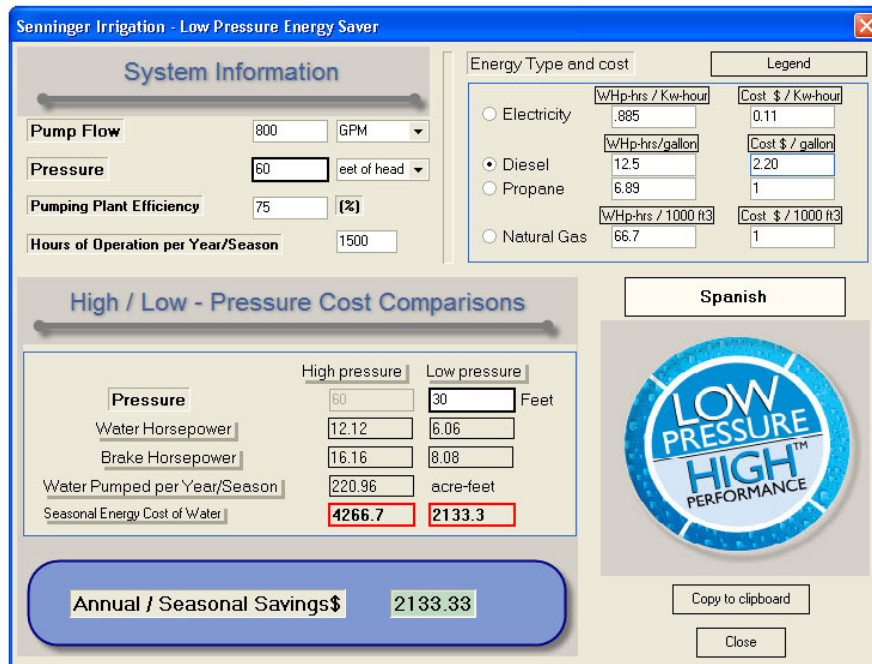 Senninger Irrigation - Low Pressure Energy Saver
System Information
Pump Flow 800 GPM
Pressure 60 eet of head
Pumping Plant Efficiency 75 (%)
Hours of Operation per Year/Season 1500
Energy Type and cost Legend
WHp-hrs / Kw-hour Cost $ / Kw-hour
Electricity .885 0.11
WHp-hrs/gallon Cost $ / gallon
Diesel 12.5 2.20
Propane 6.89 1
WHp-hrs / 1000 ft3 Cost $ / 1000 ft3
Natural Gas 66.7 1
High / Low - Pressure Cost Comparisons
High pressure Low pressure
Pressure 60 30 Feet
Water Horsepower 12.12 6.06
Brake Horsepower 16.16 8.08
Water Pumped per Year/Season 220.96 acre-feet
Seasonal Energy Cost of Water 4266.7 2133.3
Annual / Seasonal Savings$ 2133.33
Spanish
LOW
PRESSURE
HIGH™
PERFORMANCE
Copy to clipboard
Close